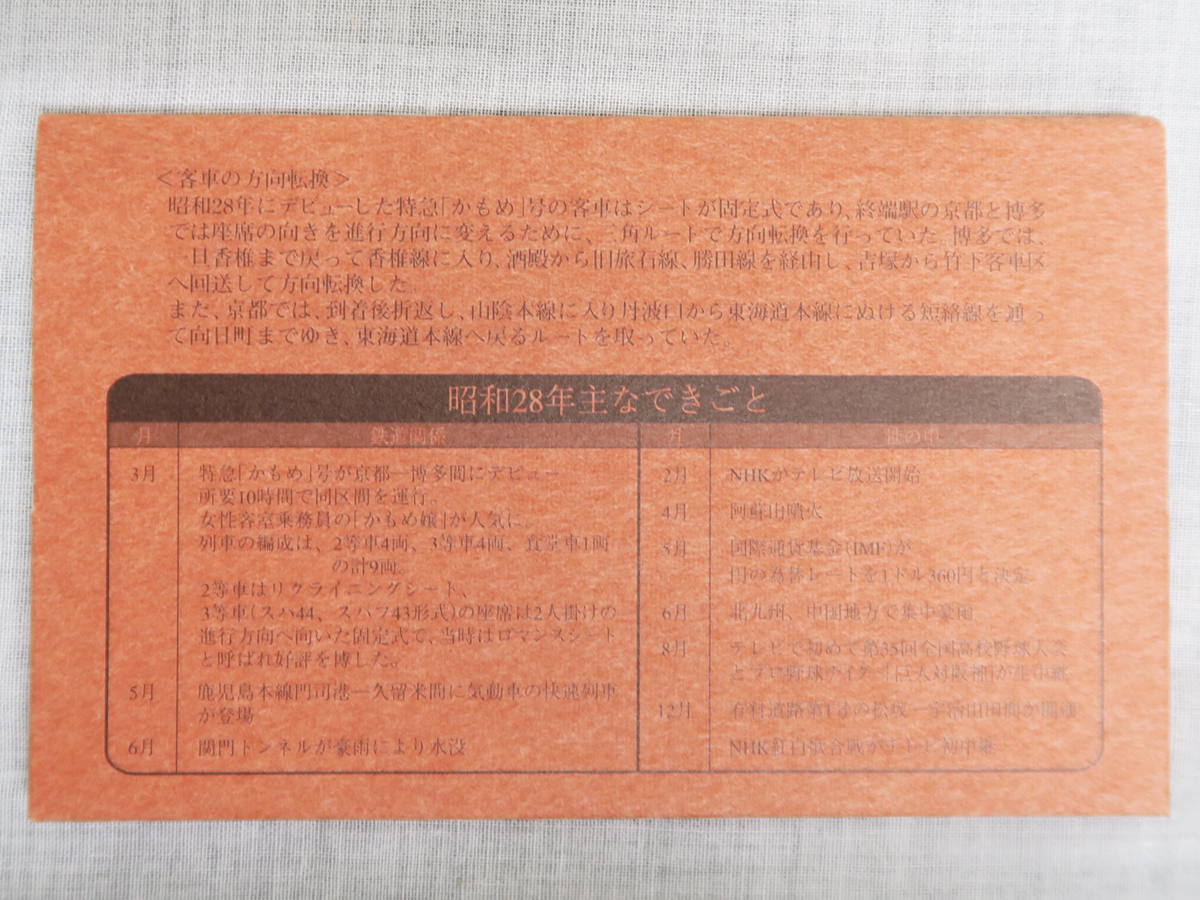 ＜客車の方向転換＞
昭和28年にデビューした特急「かもめ」号の客車はシートが固定式であり、終端駅の京都と博多
では座席の向きを進行方向に変えるために、三角ルートで方向転換を行っていた。博多では、
一旦香椎まで戻って香椎線に入り、酒殿から旧旅石線、勝田線を経由し、吉塚から竹下客車区
へ回送して方向転換した。
また、京都では、到着後折返し、山陰本線に入り丹波口から東海道本線にぬける短絡線を通っ
て向日町までゆき、東海道本線へ戻るルートを取っていた。
昭和28年主なできごと
月 鉄道関係 月 世の中
3月 特急「かもめ」号が京都―博多間にデビュー
所要10時間で同区間を運行。
女性客室乗務員の「かもめ嬢」が人気に。
列車の編成は、2等車4両、3等車4両、食堂車1両
の計9両。
2等車はリクライニングシート、
3等車（スハ44、スハフ43形式）の座席は2人掛けの
進行方向へ向いた固定式で、当時はロマンスシート
と呼ばれ好評を博した。
5月 鹿児島本線門司港―久留米間に気動車の快速列車
が登場
6月 関門トンネルが豪雨により水没
2月 NHKがテレビ放送開始
4月 阿蘇山噴火
5月 国際通貨基金（IMF）が
円の為替レートを1ドル360円と決定
6月 北九州、中国地方で集中豪雨
8月 テレビで初めて第35回全国高校野球大会
とプロ野球ナイター「巨人対阪神」が生中継
12月 有料道路第1号の松坂―宇治山田間が開通
NHK紅白歌合戦がテレビ初中継